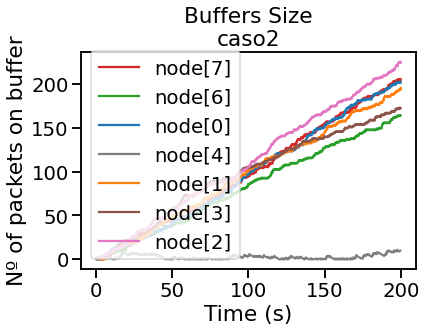 Buffers Size
caso2
Nº of packets on buffer
200
150
100
50
0
node[7]
node[6]
node[0]
node[4]
node[1]
node[3]
node[2]
0 50 100 150 200
Time (s)